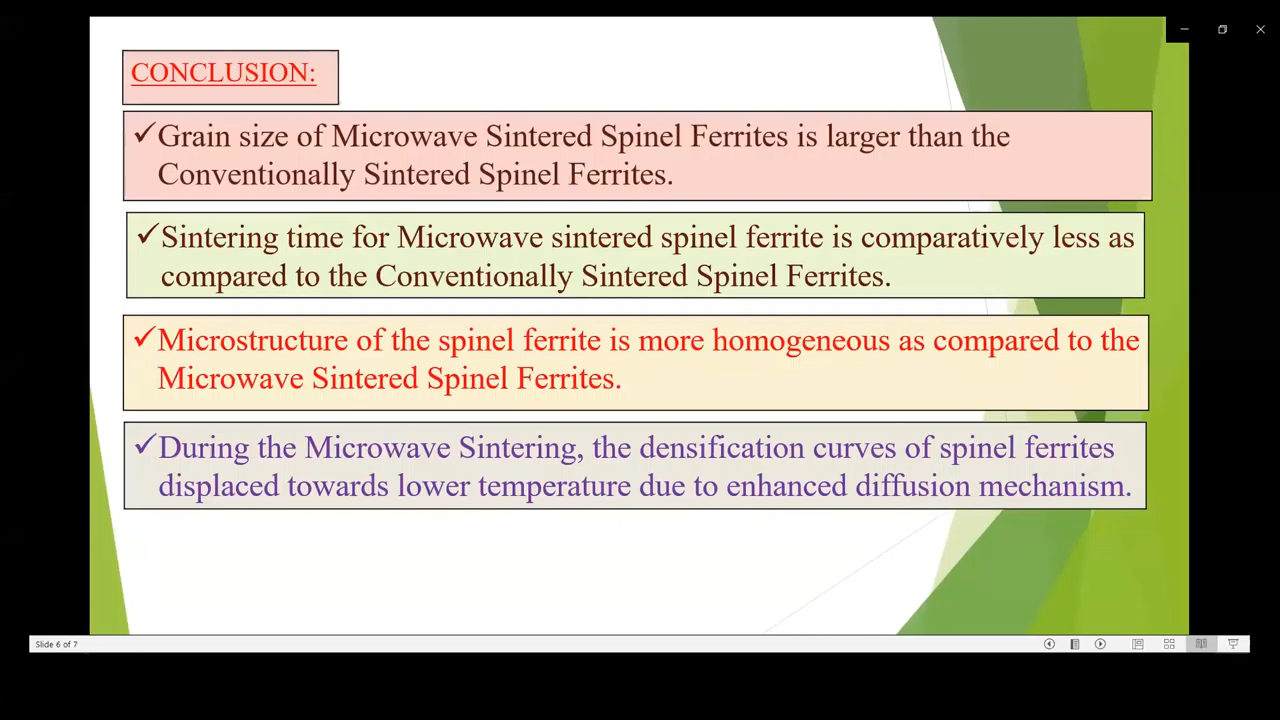 CONCLUSION:
✓Grain size of Microwave Sintered Spinel Ferrites is larger than the
Conventionally Sintered Spinel Ferrites.
✓Sintering time for Microwave sintered spinel ferrite is comparatively less as
compared to the Conventionally Sintered Spinel Ferrites.
✓Microstructure of the spinel ferrite is more homogeneous as compared to the
Microwave Sintered Spinel Ferrites.
✓During the Microwave Sintering, the densification curves of spinel ferrites
displaced towards lower temperature due to enhanced diffusion mechanism.
Slide 6 of 7